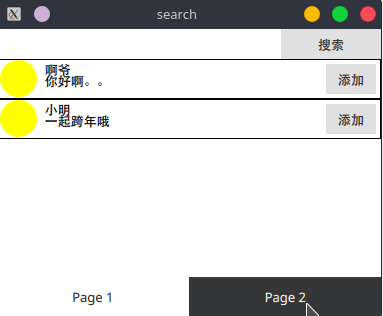 search
搜索
啊爷
你好啊。。
添加
小明
一起跨年哦
添加
Page 1
Page 2